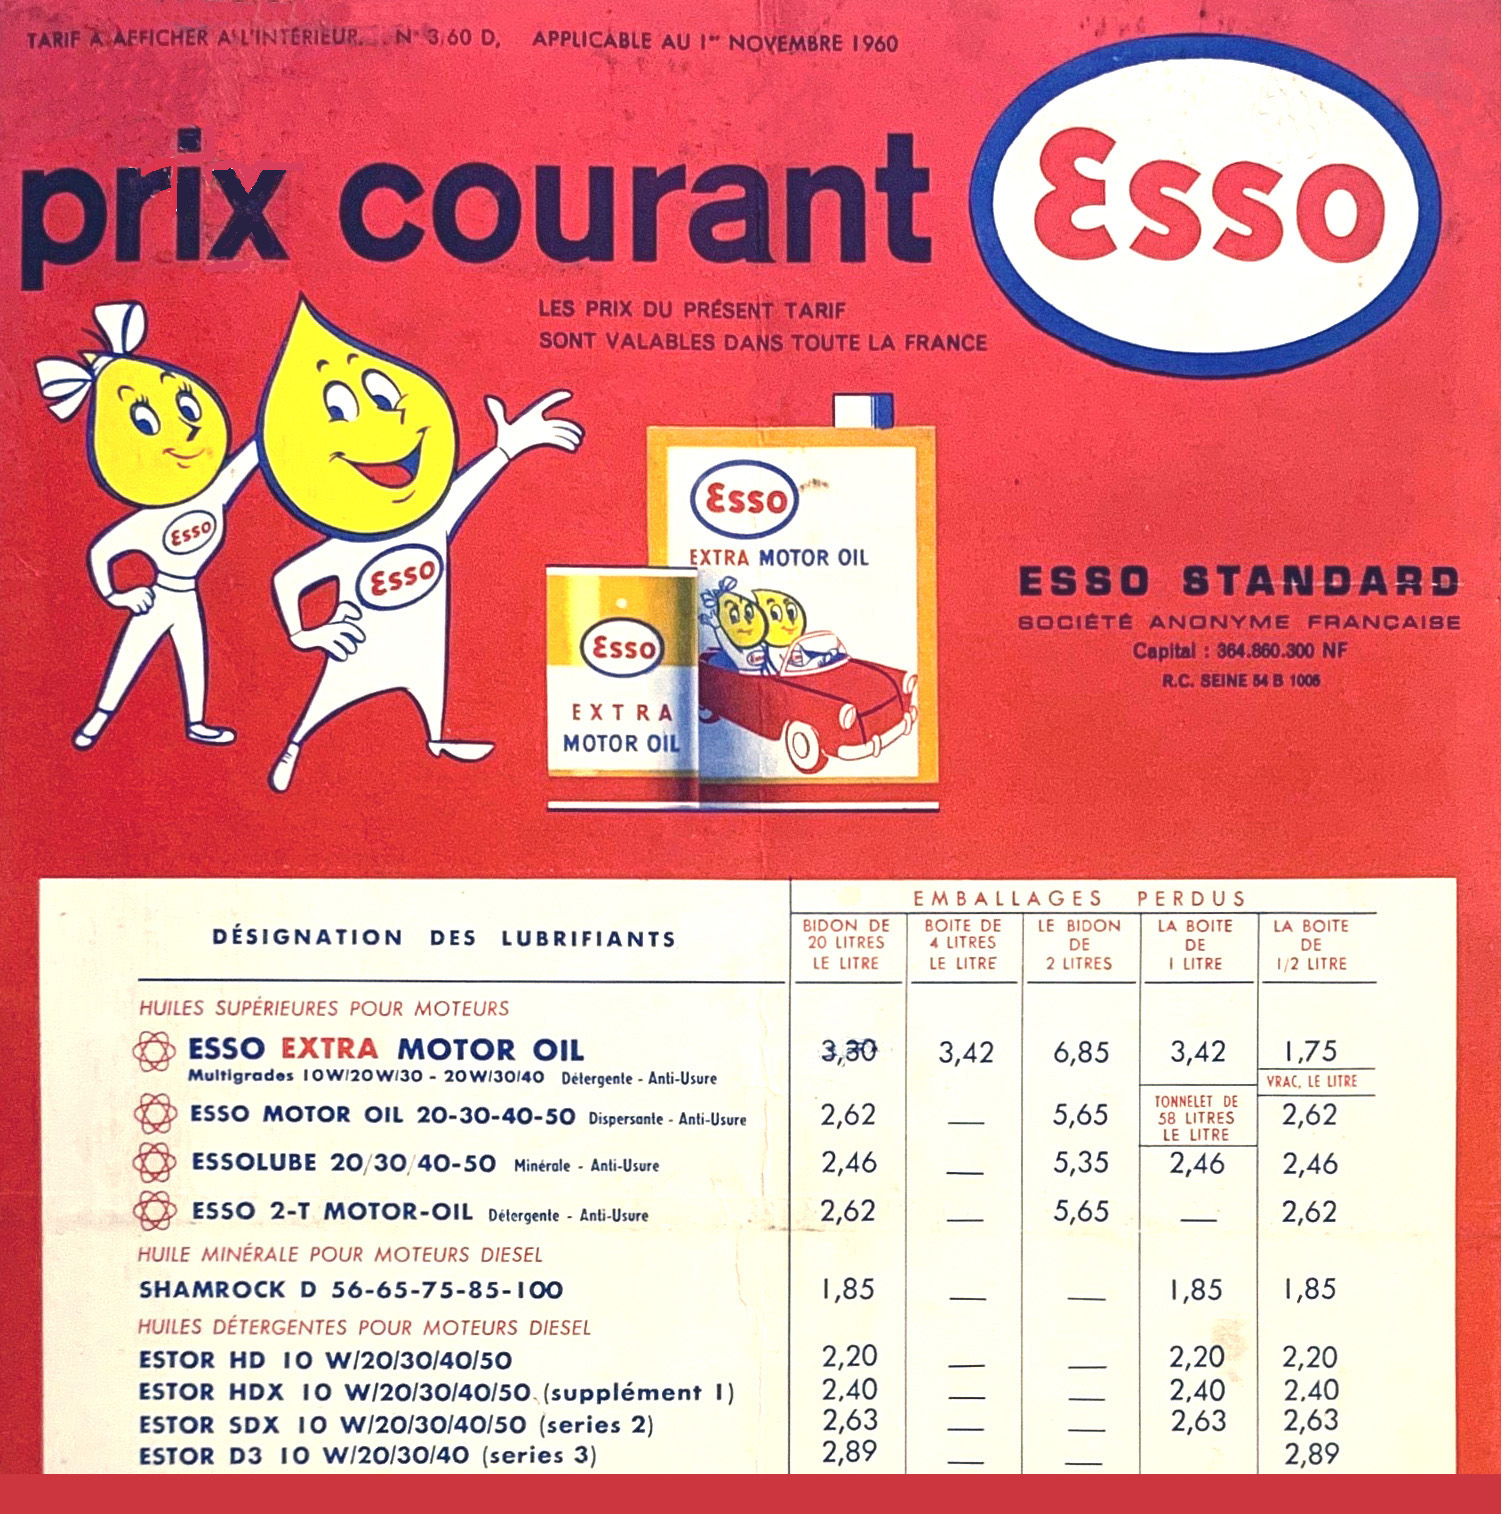 TARIF A AFFICHER A L'INTÉRIEUR. N° 3,60 D, APPLICABLE AU 1er NOVEMBRE 1960
prix courant
Esso
LES PRIX DU PRÉSENT TARIF
SONT VALABLES DANS TOUTE LA FRANCE
Esso
Esso
Esso
EXTRA MOTOR OIL
Esso
EXTRA
MOTOR OIL
ESSO STANDARD
SOCIÉTÉ ANONYME FRANÇAISE
Capital : 364.860.300 NF
R.C. SEINE 54 B 1006
DÉSIGNATION DES LUBRIFIANTS
EMBALLAGES PERDUS
BIDON DE 20 LITRES LE LITRE
BOITE DE 4 LITRES LE LITRE
LE BIDON DE 2 LITRES
LA BOITE DE 1 LITRE
LA BOITE DE 1/2 LITRE
HUILES SUPÉRIEURES POUR MOTEURS
ESSO EXTRA MOTOR OIL 3,30 3,42 6,85 3,42 1,75
Multigrades 10W/20W/30 - 20W/30/40 Détergente - Anti-Usure
VRAC, LE LITRE
TONNELET DE 58 LITRES LE LITRE
ESSO MOTOR OIL 20-30-40-50 Dispersante - Anti-Usure 2,62 — 5,65 2,62
ESSOLUBE 20/30/40-50 Minérale - Anti-Usure 2,46 — 5,35 2,46 2,46
ESSO 2-T MOTOR-OIL Détergente - Anti-Usure 2,62 — 5,65 — 2,62
HUILE MINÉRALE POUR MOTEURS DIESEL
SHAMROCK D 56-65-75-85-100 1,85 — — 1,85 1,85
HUILES DÉTERGENTES POUR MOTEURS DIESEL
ESTOR HD 10 W/20/30/40/50 2,20 — — 2,20 2,20
ESTOR HDX 10 W/20/30/40/50 (supplément 1) 2,40 — — 2,40 2,40
ESTOR SDX 10 W/20/30/40/50 (series 2) 2,63 — — 2,63 2,63
ESTOR D3 10 W/20/30/40 (series 3) 2,89 — — 2,89